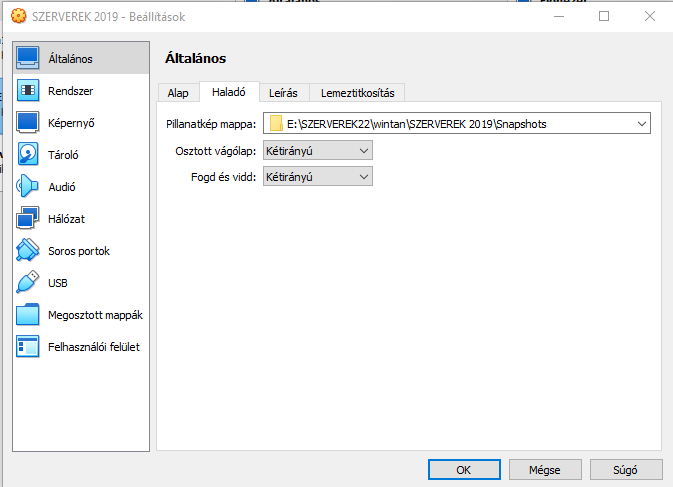 SZERVEREK 2019 - Beállítások
Általános
Rendszer
Képernyő
Tároló
Audió
Hálózat
Soros portok
USB
Megosztott mappák
Felhasználói felület
Általános
Alap
Haladó
Leírás
Lemeztitkosítás
Pillanatkép mappa: E:\SZERVEREK22\wintan\SZERVEREK 2019\Snapshots
Osztott vágólap: Kétirányú
Fogd és vidd: Kétirányú
OK
Mégse
Súgó